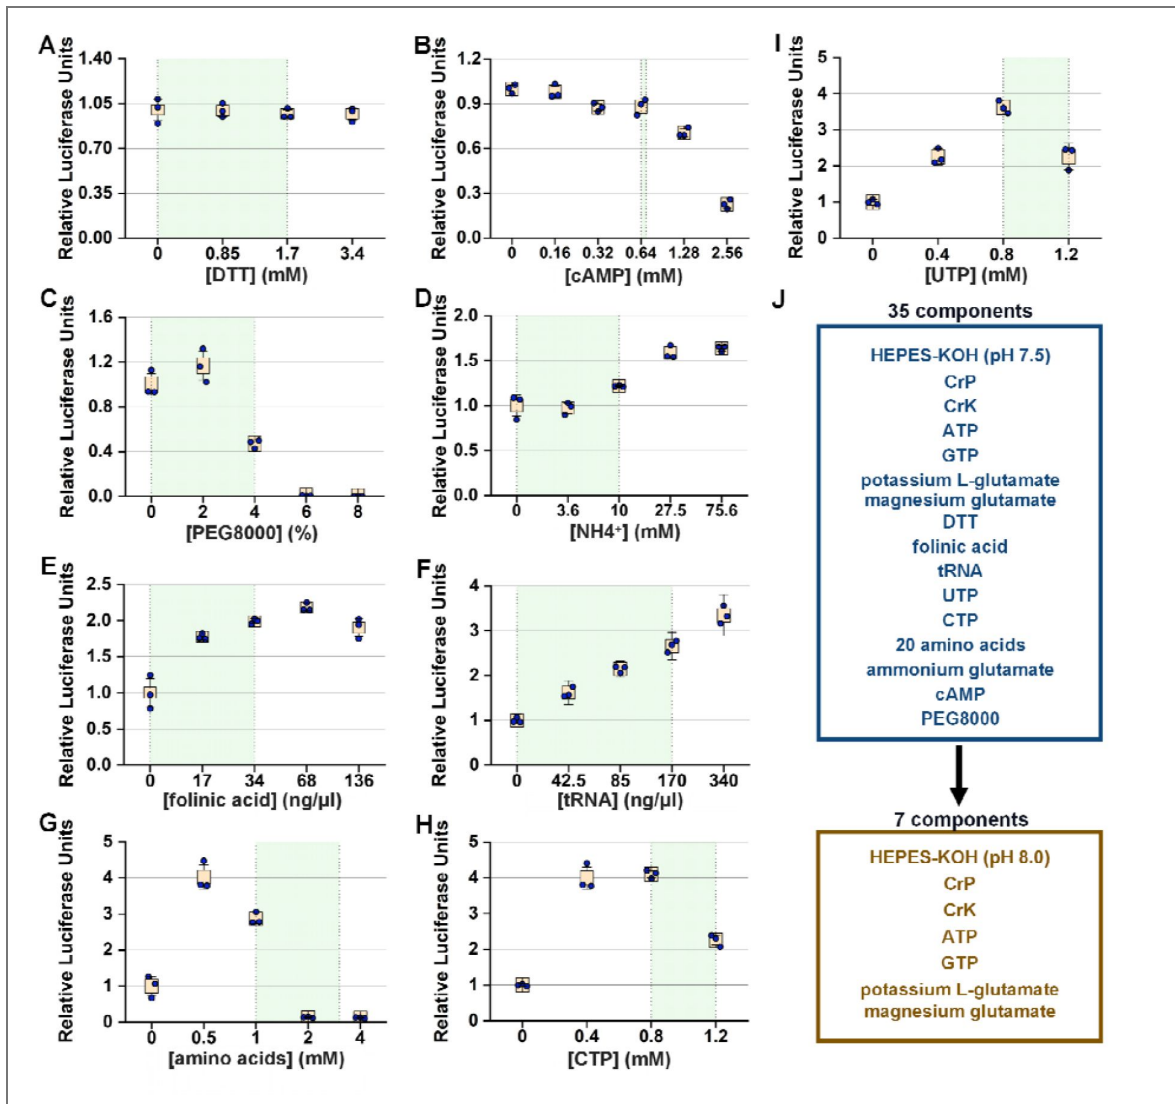 A
Relative Luciferase Units
1.40
1.05
0.70
0.35
0.00
0 0.85 1.7 3.4
[DTT] (mM)
B
Relative Luciferase Units
1.2
0.9
0.6
0.3
0.0
0 0.16 0.32 0.64 1.28 2.56
[cAMP] (mM)
I
Relative Luciferase Units
5
4
3
2
1
0
0 0.4 0.8 1.2
[UTP] (mM)
C
Relative Luciferase Units
1.6
1.2
0.8
0.4
0.0
0 2 4 6 8
[PEG8000] (%)
D
Relative Luciferase Units
2.0
1.5
1.0
0.5
0.0
0 3.6 10 27.5 75.6
[NH4⁺] (mM)
E
Relative Luciferase Units
2.5
2.0
1.5
1.0
0.5
0.0
0 17 34 68 136
[folinic acid] (ng/µl)
F
Relative Luciferase Units
4
3
2
1
0
0 42.5 85 170 340
[tRNA] (ng/µl)
G
Relative Luciferase Units
5
4
3
2
1
0
0 0.5 1 2 4
[amino acids] (mM)
H
Relative Luciferase Units
5
4
3
2
1
0
0 0.4 0.8 1.2
[CTP] (mM)
J
35 components
HEPES-KOH (pH 7.5)
CrP
CrK
ATP
GTP
potassium L-glutamate
magnesium glutamate
DTT
folinic acid
tRNA
UTP
CTP
20 amino acids
ammonium glutamate
cAMP
PEG8000
7 components
HEPES-KOH (pH 8.0)
CrP
CrK
ATP
GTP
potassium L-glutamate
magnesium glutamate